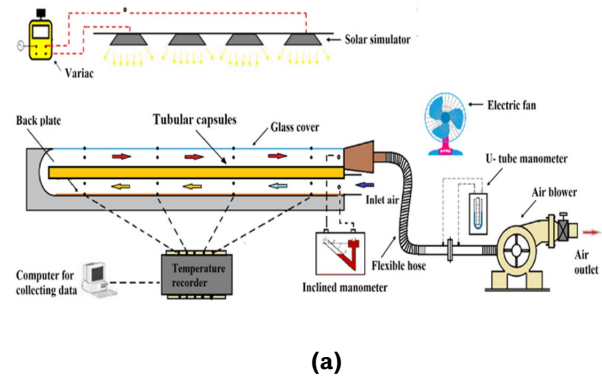 Solar simulator
Variac
Electric fan
Back plate
Tubular capsules
Glass cover
U- tube manometer
Air blower
Inlet air
Computer for
collecting data
Temperature
recorder
Inclined manometer
Flexible hose
Air
outlet
(a)